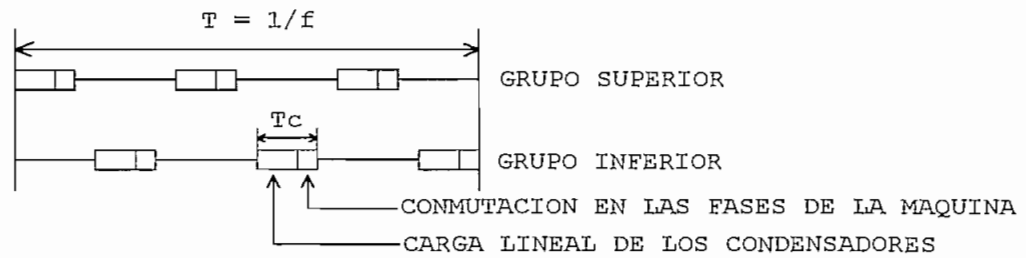 T = 1/f
GRUPO SUPERIOR
Tc
GRUPO INFERIOR
CONMUTACION EN LAS FASES DE LA MAQUINA
CARGA LINEAL DE LOS CONDENSADORES